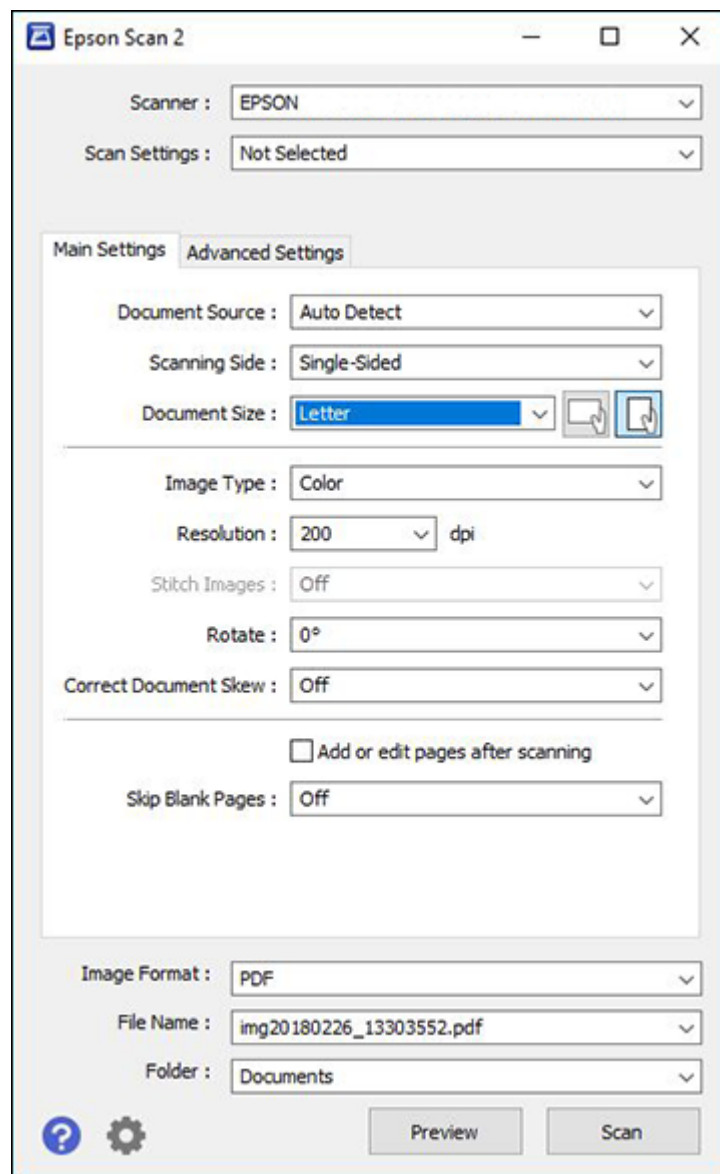 Epson Scan 2
Scanner : EPSON
Scan Settings : Not Selected
Main Settings Advanced Settings
Document Source : Auto Detect
Scanning Side : Single-Sided
Document Size : Letter
Image Type : Color
Resolution : 200 dpi
Stitch Images : Off
Rotate : 0°
Correct Document Skew : Off
Add or edit pages after scanning
Skip Blank Pages : Off
Image Format : PDF
File Name : img20180226_13303552.pdf
Folder : Documents
? Preview Scan